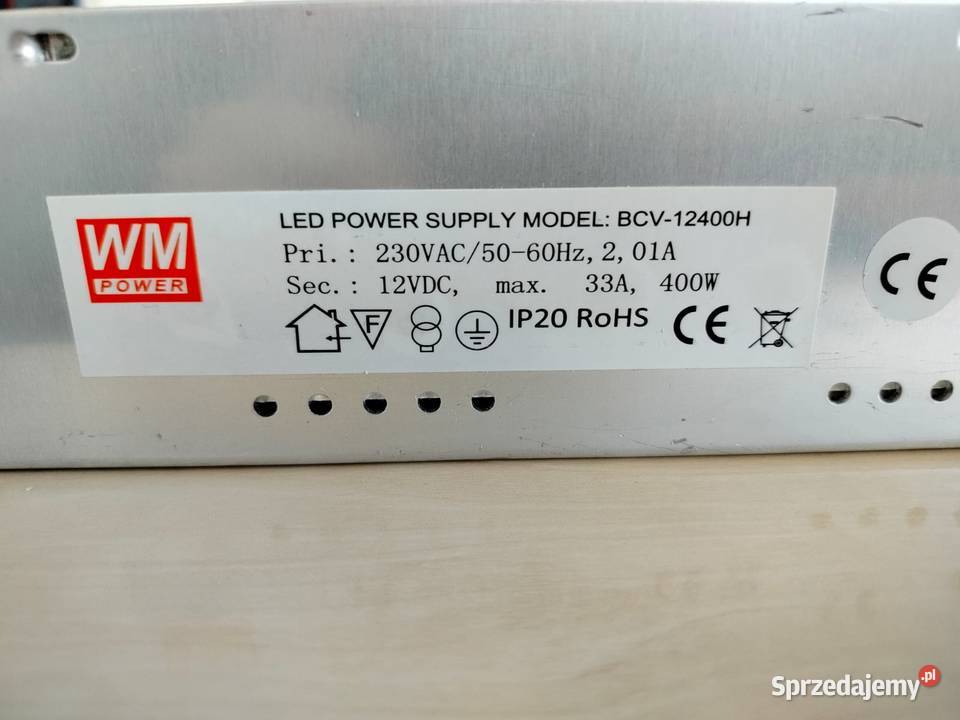 WM
POWER
LED POWER SUPPLY MODEL: BCV-12400H
Pri.: 230VAC/50-60Hz, 2,01A
Sec.: 12VDC, max. 33A, 400W
F
IP20 RoHS CE
CE
Sprzedajemy.pl